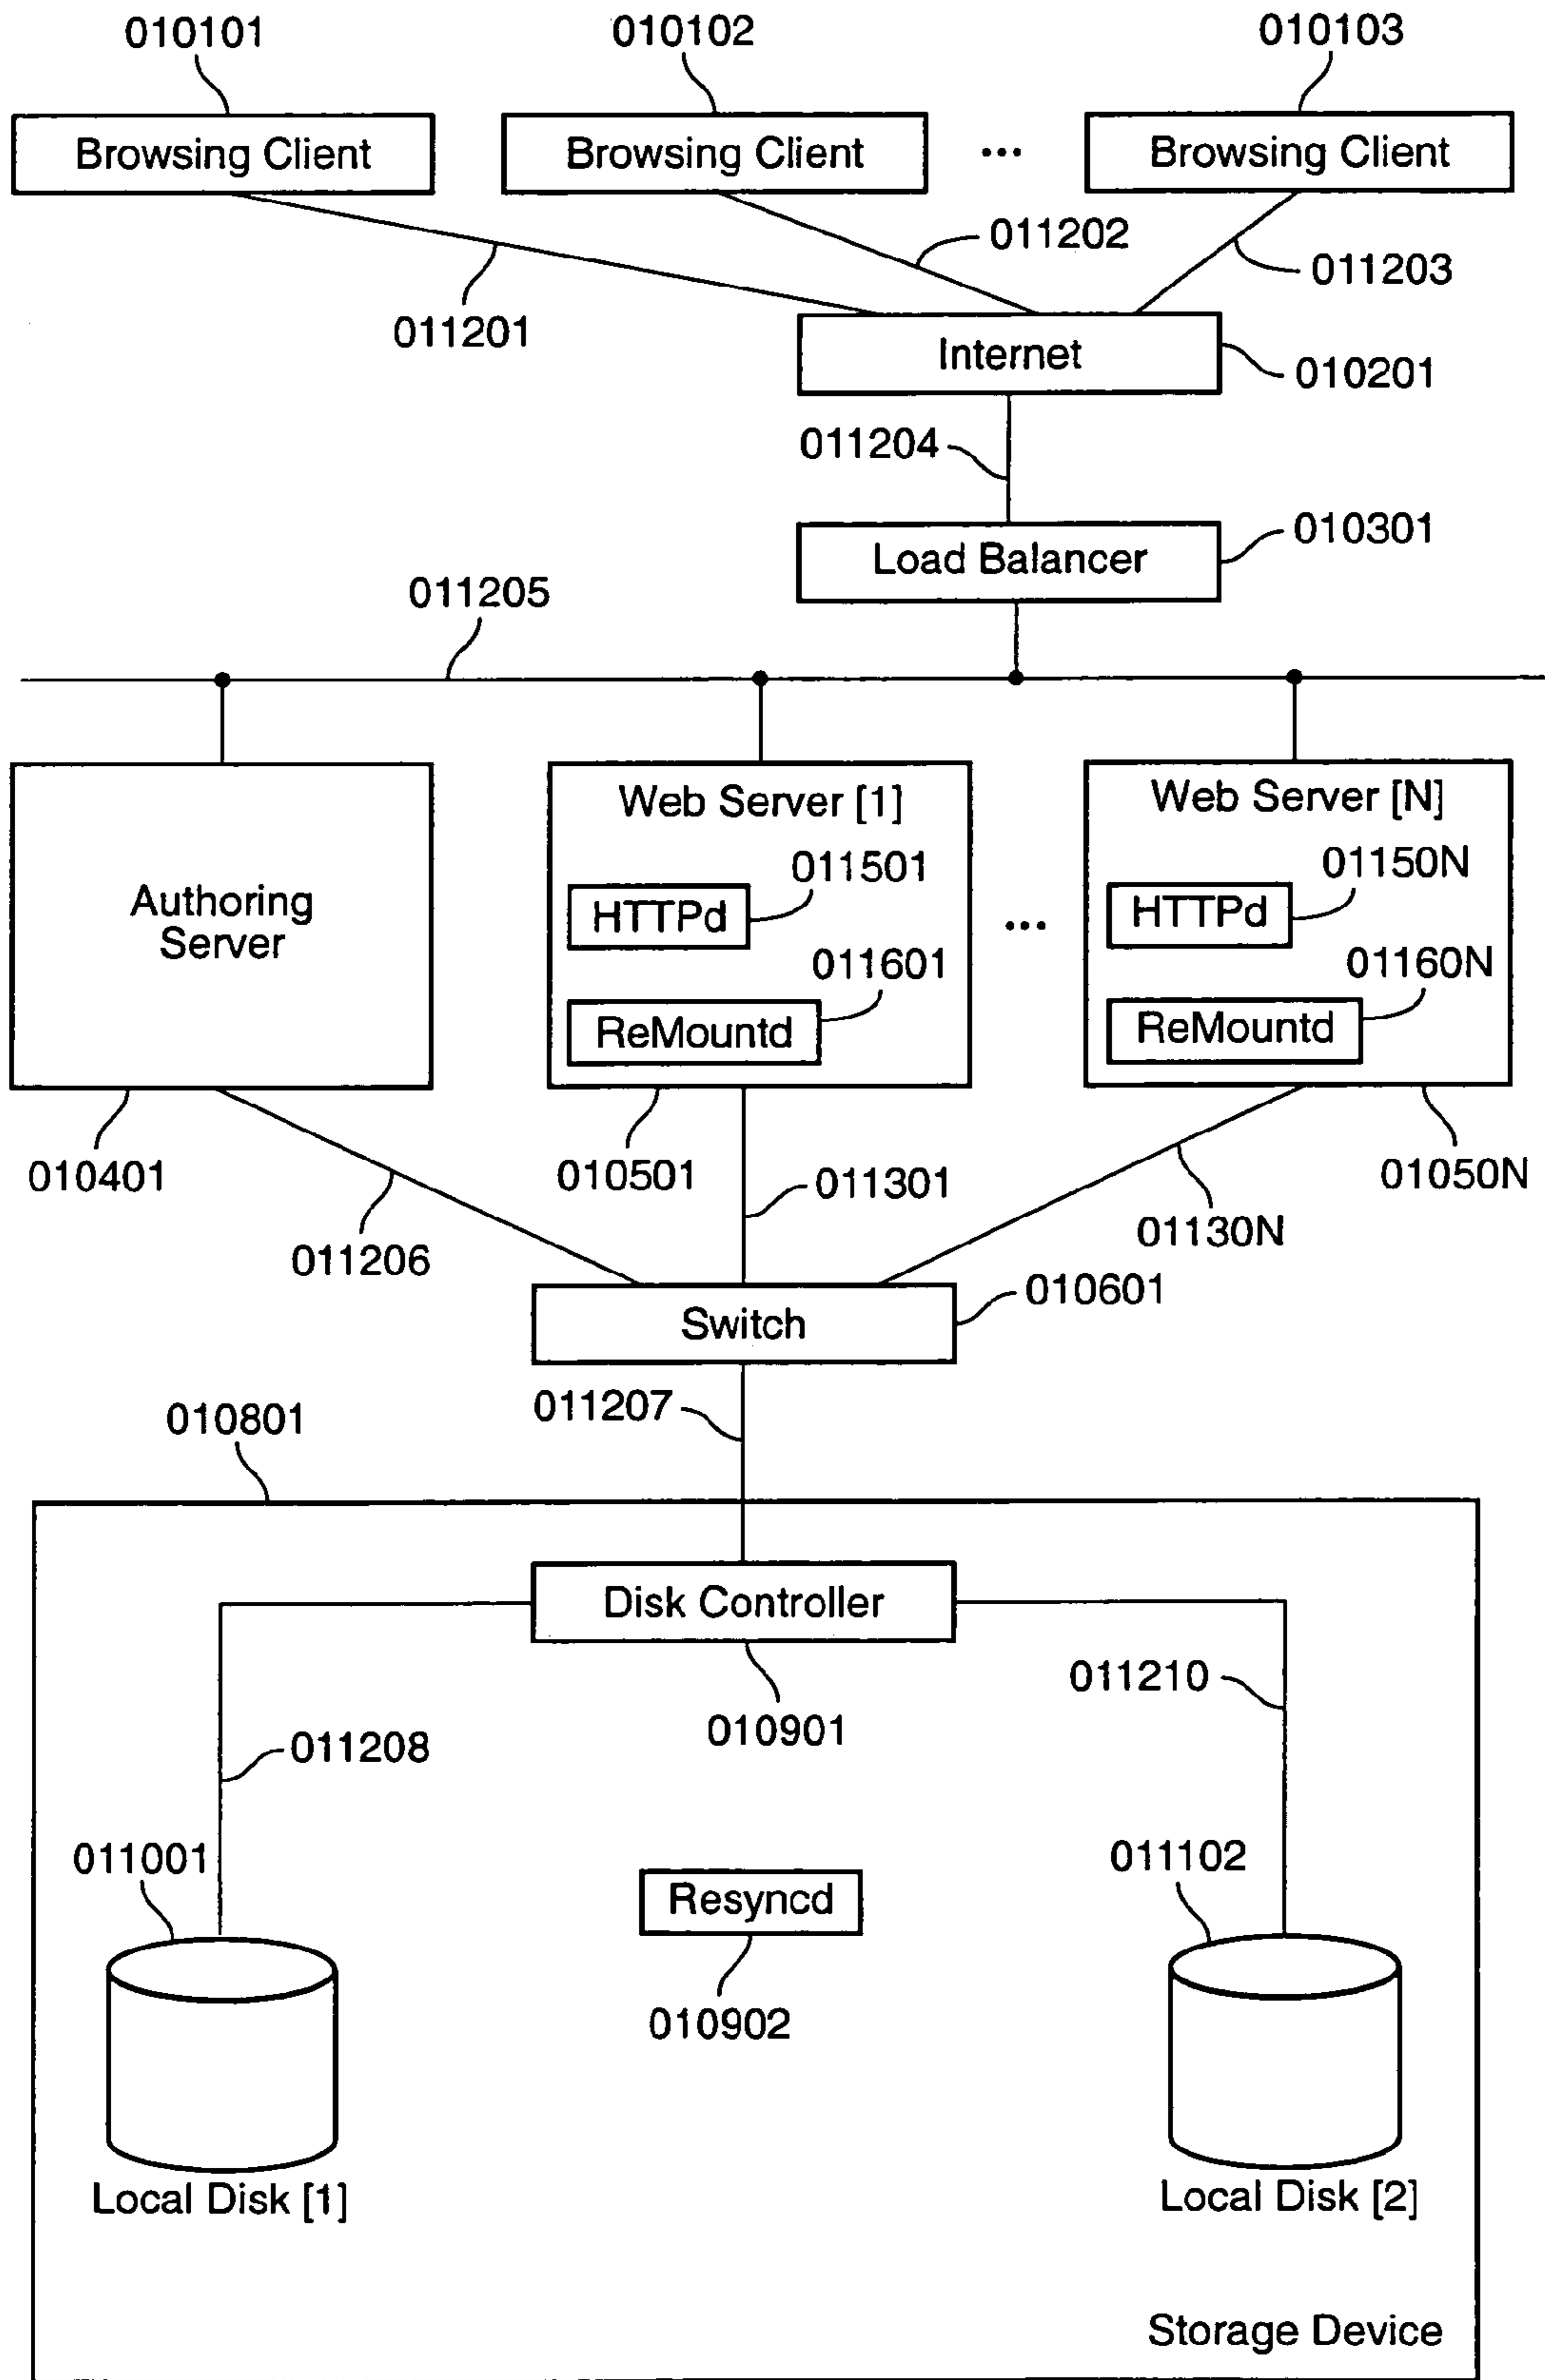 010101
010102
010103
Browsing Client
Browsing Client
...
Browsing Client
011202
011203
011201
Internet
010201
011204
010301
Load Balancer
011205
Web Server [1]
Web Server [N]
011501
01150N
Authoring
Server
HTTPd
...
HTTPd
011601
01160N
ReMountd
ReMountd
010401
010501
011301
01050N
011206
01130N
010601
Switch
011207
010801
Disk Controller
011210
010901
011208
011001
011102
Resyncd
010902
Local Disk [1]
Local Disk [2]
Storage Device